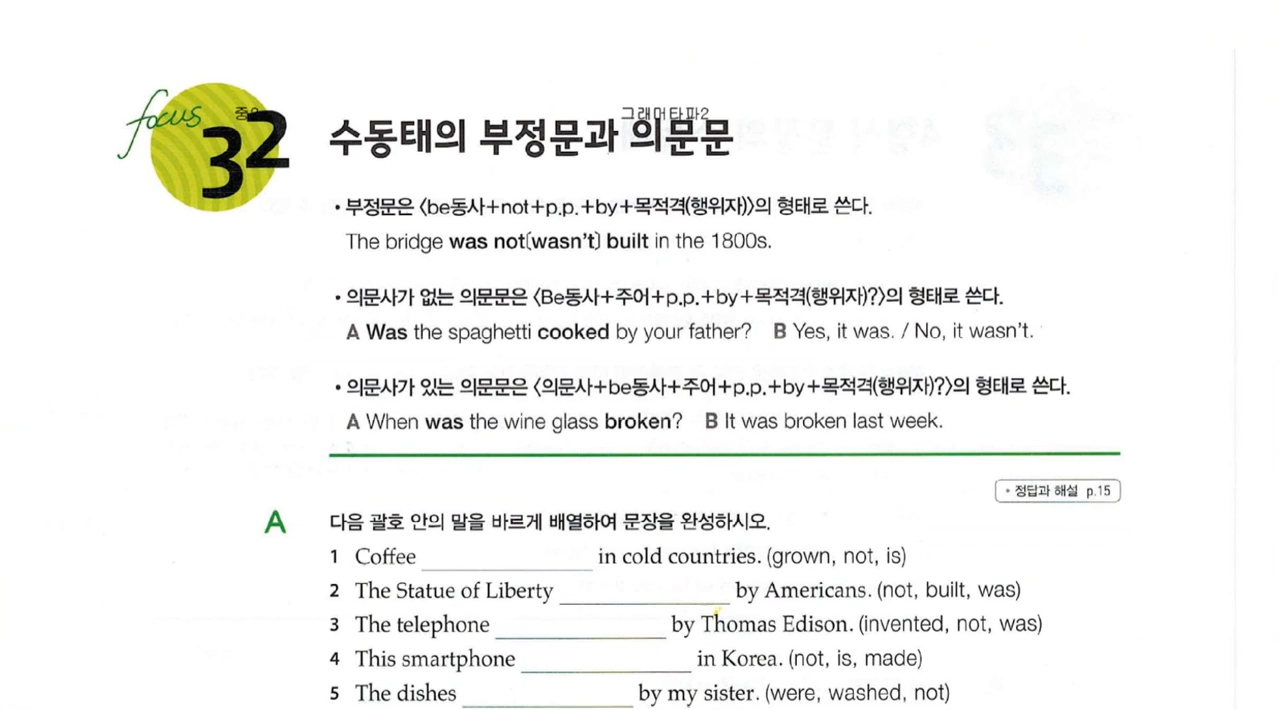 focus
32
그래머타파2
수동태의 부정문과 의문문
• 부정문은 〈be동사+not+p.p.+by+목적격(행위자)〉의 형태로 쓴다.
The bridge was not(wasn't) built in the 1800s.
• 의문사가 없는 의문문은 〈Be동사+주어+p.p.+by+목적격(행위자)?〉의 형태로 쓴다.
A Was the spaghetti cooked by your father? B Yes, it was. / No, it wasn't.
• 의문사가 있는 의문문은 〈의문사+be동사+주어+p.p.+by+목적격(행위자)?〉의 형태로 쓴다.
A When was the wine glass broken? B It was broken last week.
• 정답과 해설 p.15
A 다음 괄호 안의 말을 바르게 배열하여 문장을 완성하시오.
1 Coffee ____________ in cold countries. (grown, not, is)
2 The Statue of Liberty ____________ by Americans. (not, built, was)
3 The telephone ____________ by Thomas Edison. (invented, not, was)
4 This smartphone ____________ in Korea. (not, is, made)
5 The dishes ____________ by my sister. (were, washed, not)